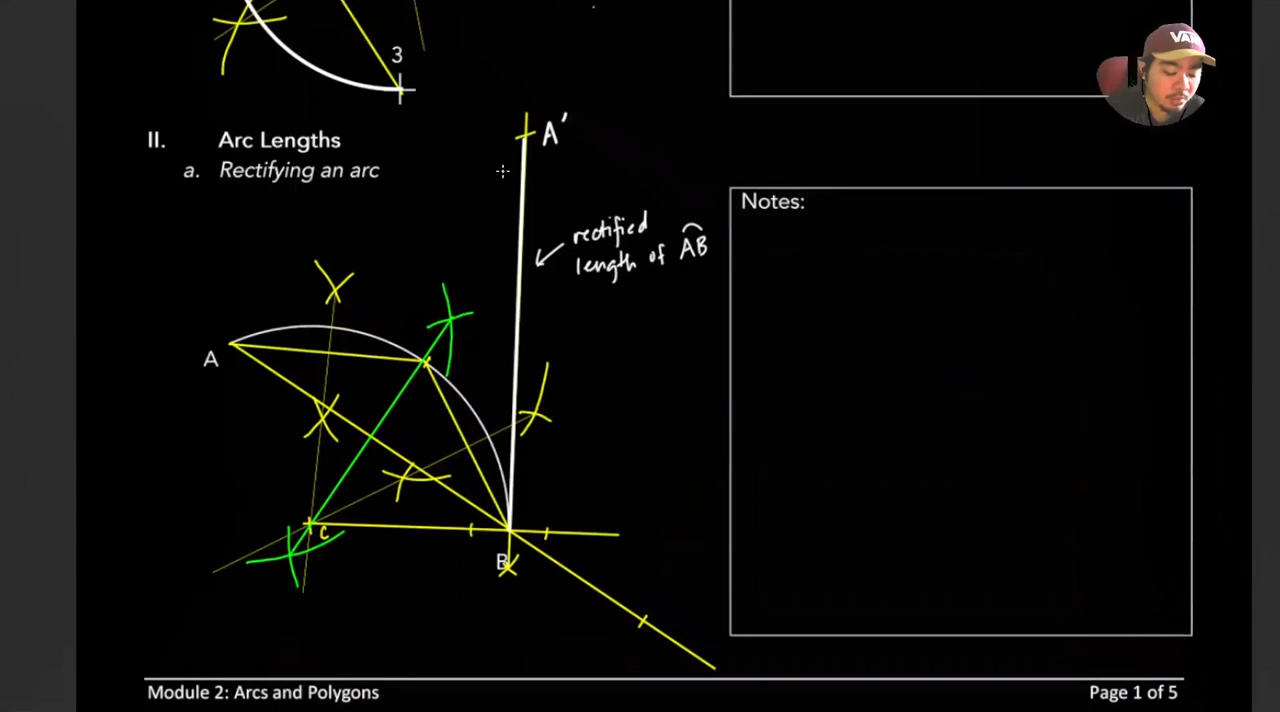 3
II. Arc Lengths
a. Rectifying an arc
A'
rectified
length of AB
Notes:
A
C
B
Module 2: Arcs and Polygons
Page 1 of 5